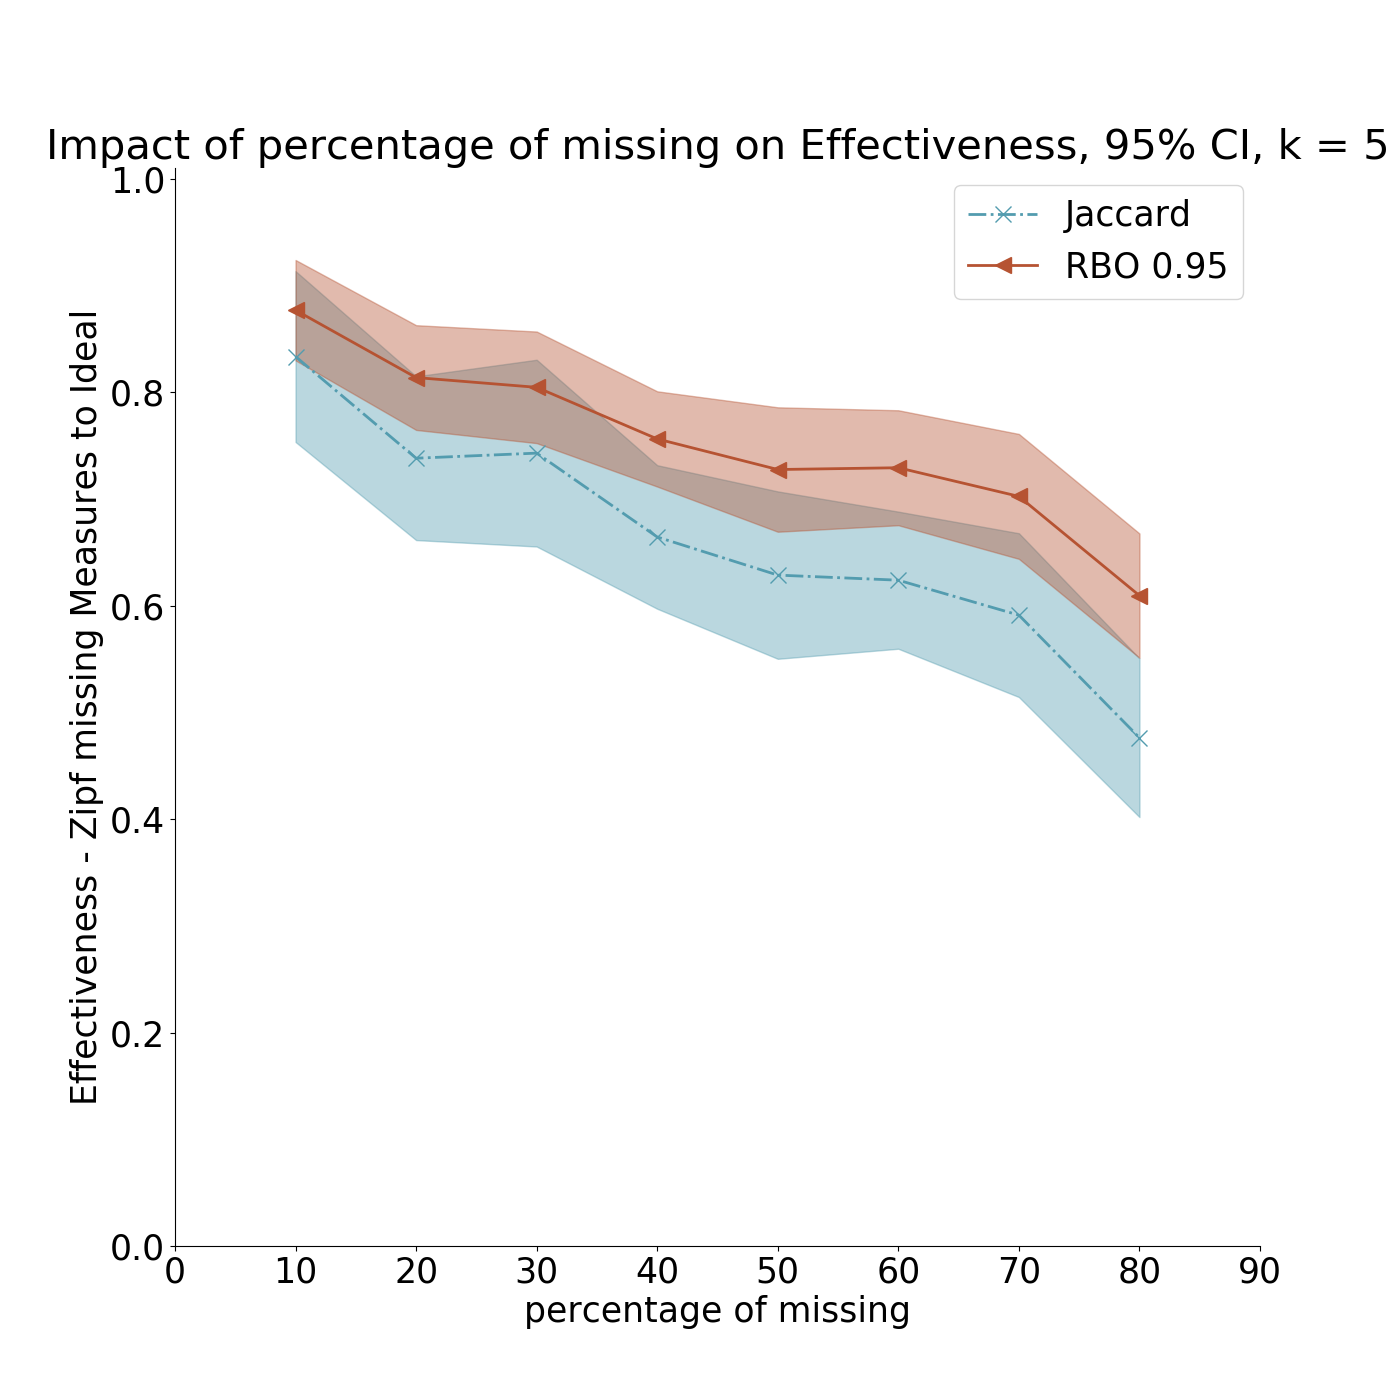 Impact of percentage of missing on Effectiveness, 95% CI, k = 5
Jaccard
RBO 0.95
Effectiveness - Zipf missing Measures to Ideal
1.0
0.8
0.6
0.4
0.2
0.0
0 10 20 30 40 50 60 70 80 90
percentage of missing